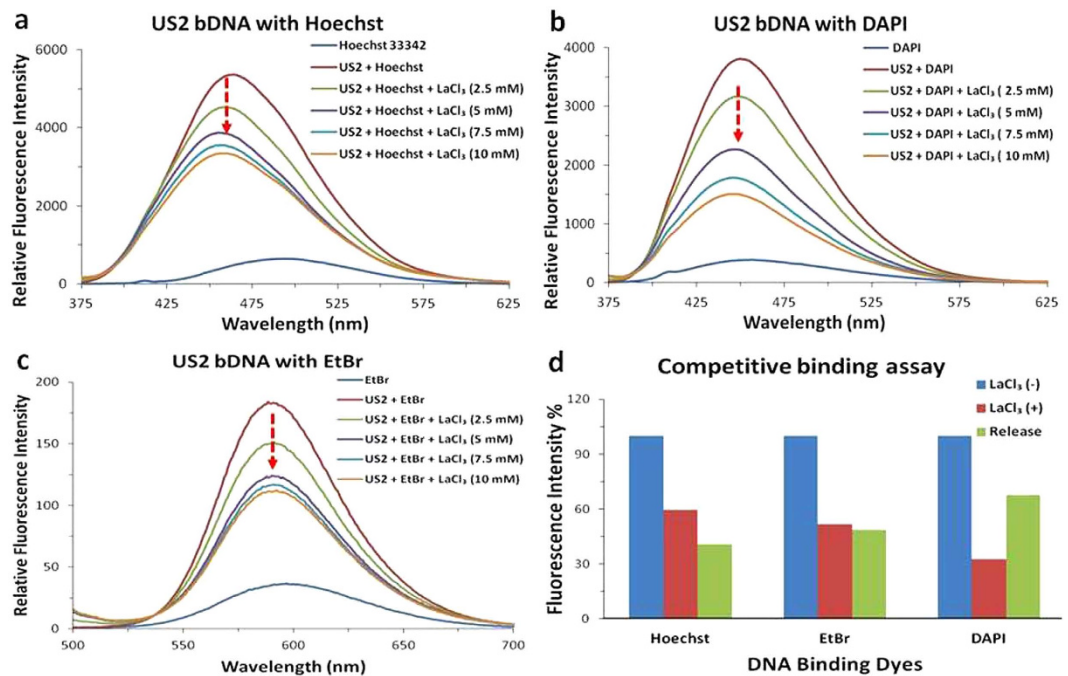 a
US2 bDNA with Hoechst
Relative Fluorescence Intensity
6000
4000
2000
0
375
425
475
525
575
625
Wavelength (nm)
Hoechst 33342
US2 + Hoechst
US2 + Hoechst + LaCl₃ (2.5 mM)
US2 + Hoechst + LaCl₃ (5 mM)
US2 + Hoechst + LaCl₃ (7.5 mM)
US2 + Hoechst + LaCl₃ (10 mM)
b
US2 bDNA with DAPI
Relative Fluorescence Intensity
4000
3000
2000
1000
0
375
425
475
525
575
625
Wavelength (nm)
DAPI
US2 + DAPI
US2 + DAPI + LaCl₃ ( 2.5 mM)
US2 + DAPI + LaCl₃ ( 5 mM)
US2 + DAPI + LaCl₃ ( 7.5 mM)
US2 + DAPI + LaCl₃ ( 10 mM)
c
US2 bDNA with EtBr
Relative Fluorescence Intensity
200
150
100
50
0
500
550
600
650
700
Wavelength (nm)
EtBr
US2 + EtBr
US2 + EtBr + LaCl₃ (2.5 mM)
US2 + EtBr + LaCl₃ (5 mM)
US2 + EtBr + LaCl₃ (7.5 mM)
US2 + EtBr + LaCl₃ (10 mM)
d
Competitive binding assay
LaCl₃ (-)
LaCl₃ (+)
Release
Fluorescence Intensity %
120
90
60
30
0
Hoechst
EtBr
DAPI
DNA Binding Dyes